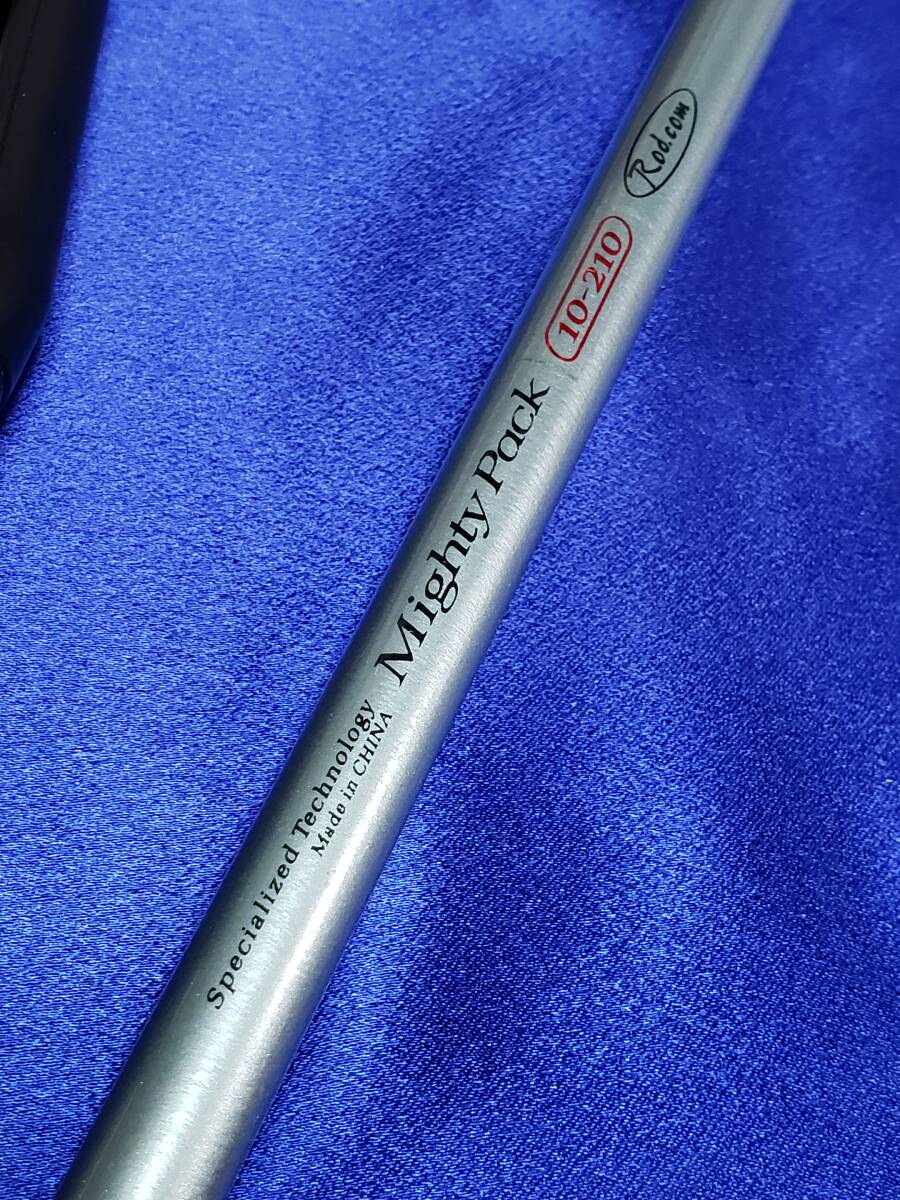 Specialized Technology
Made in CHINA
Mighty Pack
10-210
Rod.com